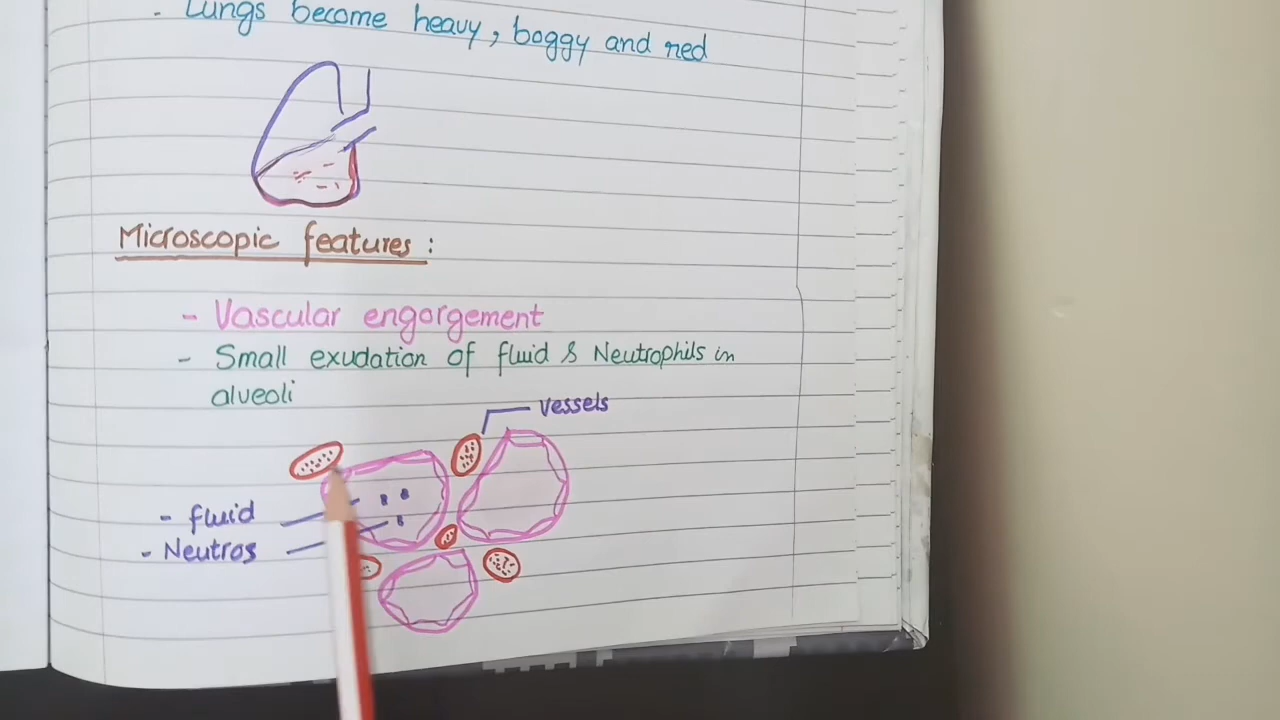 - Lungs become heavy, boggy and red
Microscopic features :
- Vascular engorgement
- Small exudation of fluid & Neutrophils in
alveoli
vessels
- fluid
- Neutros